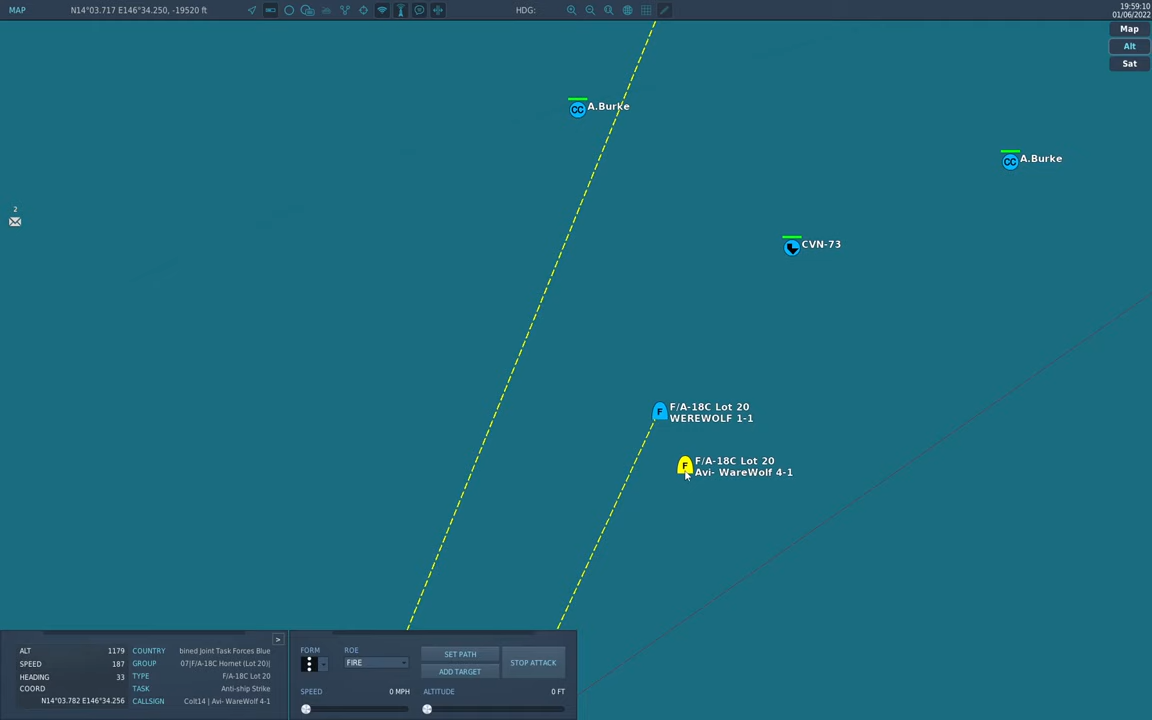 MAP N14°03.717 E146°34.250, -19520 ft HDG: 19:59:10
01/06/2022
Map
Alt
Sat
A.Burke
A.Burke
2
CVN-73
F F/A-18C Lot 20
WEREWOLF 1-1
F F/A-18C Lot 20
Avi- WareWolf 4-1
>
ALT 1179 COUNTRY bined Joint Task Forces Blue
SPEED 187 GROUP 07|F/A-18C Hornet (Lot 20)|
HEADING 33 TYPE F/A-18C Lot 20
COORD TASK Anti-ship Strike
N14°03.782 E146°34.256 CALLSIGN Colt14 | Avi- WareWolf 4-1
FORM ROE SET PATH
FIRE STOP ATTACK
ADD TARGET
SPEED 0 MPH ALTITUDE 0 FT